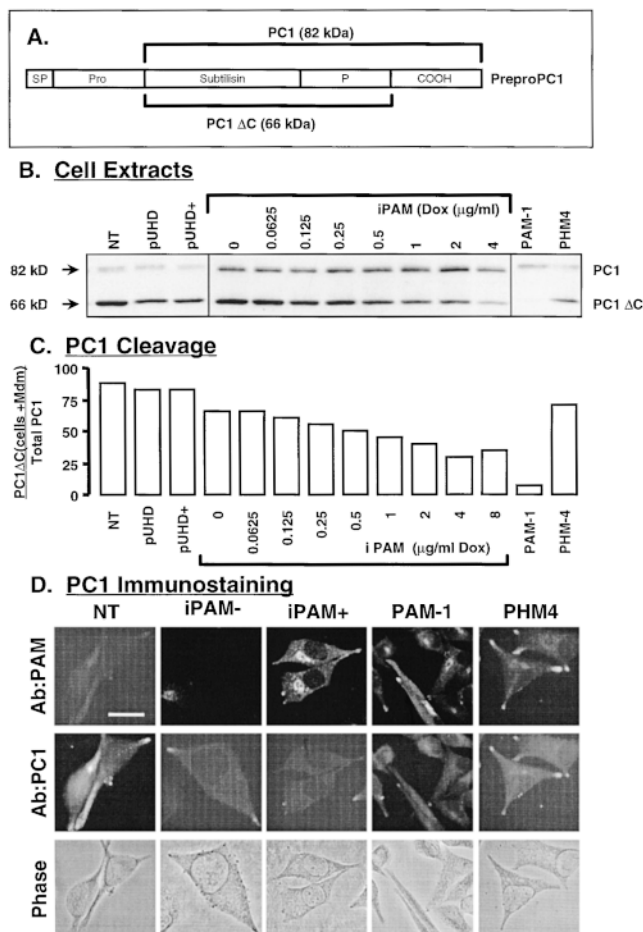 A.
PC1 (82 kDa)
SP Pro Subtilisin P COOH PreproPC1
PC1 ΔC (66 kDa)
B. Cell Extracts
iPAM (Dox (μg/ml)
NT pUHD pUHD+ 0 0.0625 0.125 0.25 0.5 1 2 4 PAM-1 PHM4
82 kD → PC1
66 kD → PC1 ΔC
C. PC1 Cleavage
PC1ΔC(cells +Mdm)
Total PC1
100
75
50
25
0
NT pUHD pUHD+ 0 0.0625 0.125 0.25 0.5 1 2 4 8 PAM-1 PHM-4
i PAM (μg/ml Dox)
D. PC1 Immunostaining
NT iPAM- iPAM+ PAM-1 PHM4
Ab:PAM
Ab:PC1
Phase